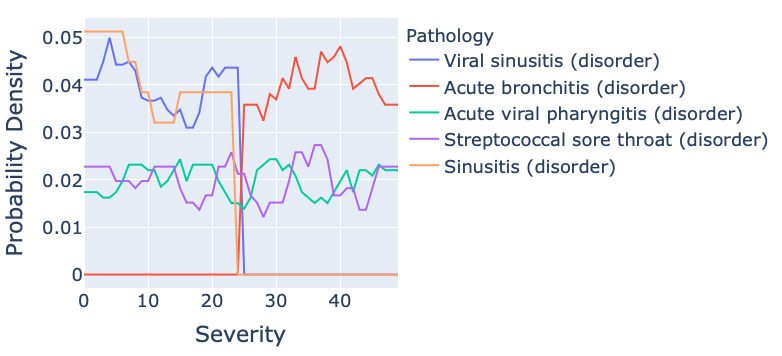 Probability Density
0.05
0.04
0.03
0.02
0.01
0
0
10
20
30
40
Severity
Pathology
Viral sinusitis (disorder)
Acute bronchitis (disorder)
Acute viral pharyngitis (disorder)
Streptococcal sore throat (disorder)
Sinusitis (disorder)